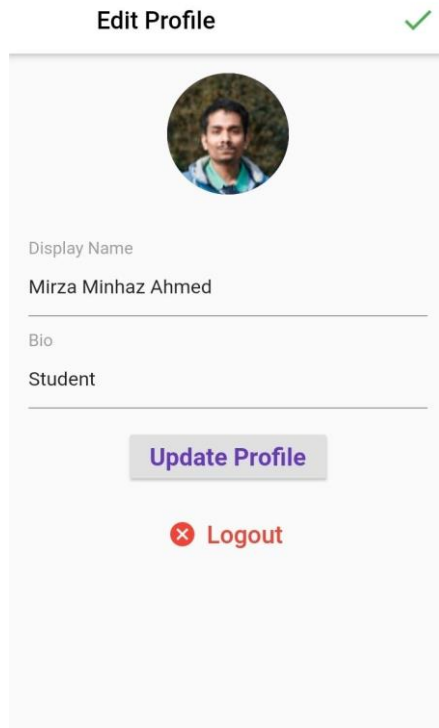 Edit Profile
Display Name
Mirza Minhaz Ahmed
Bio
Student
Update Profile
Logout